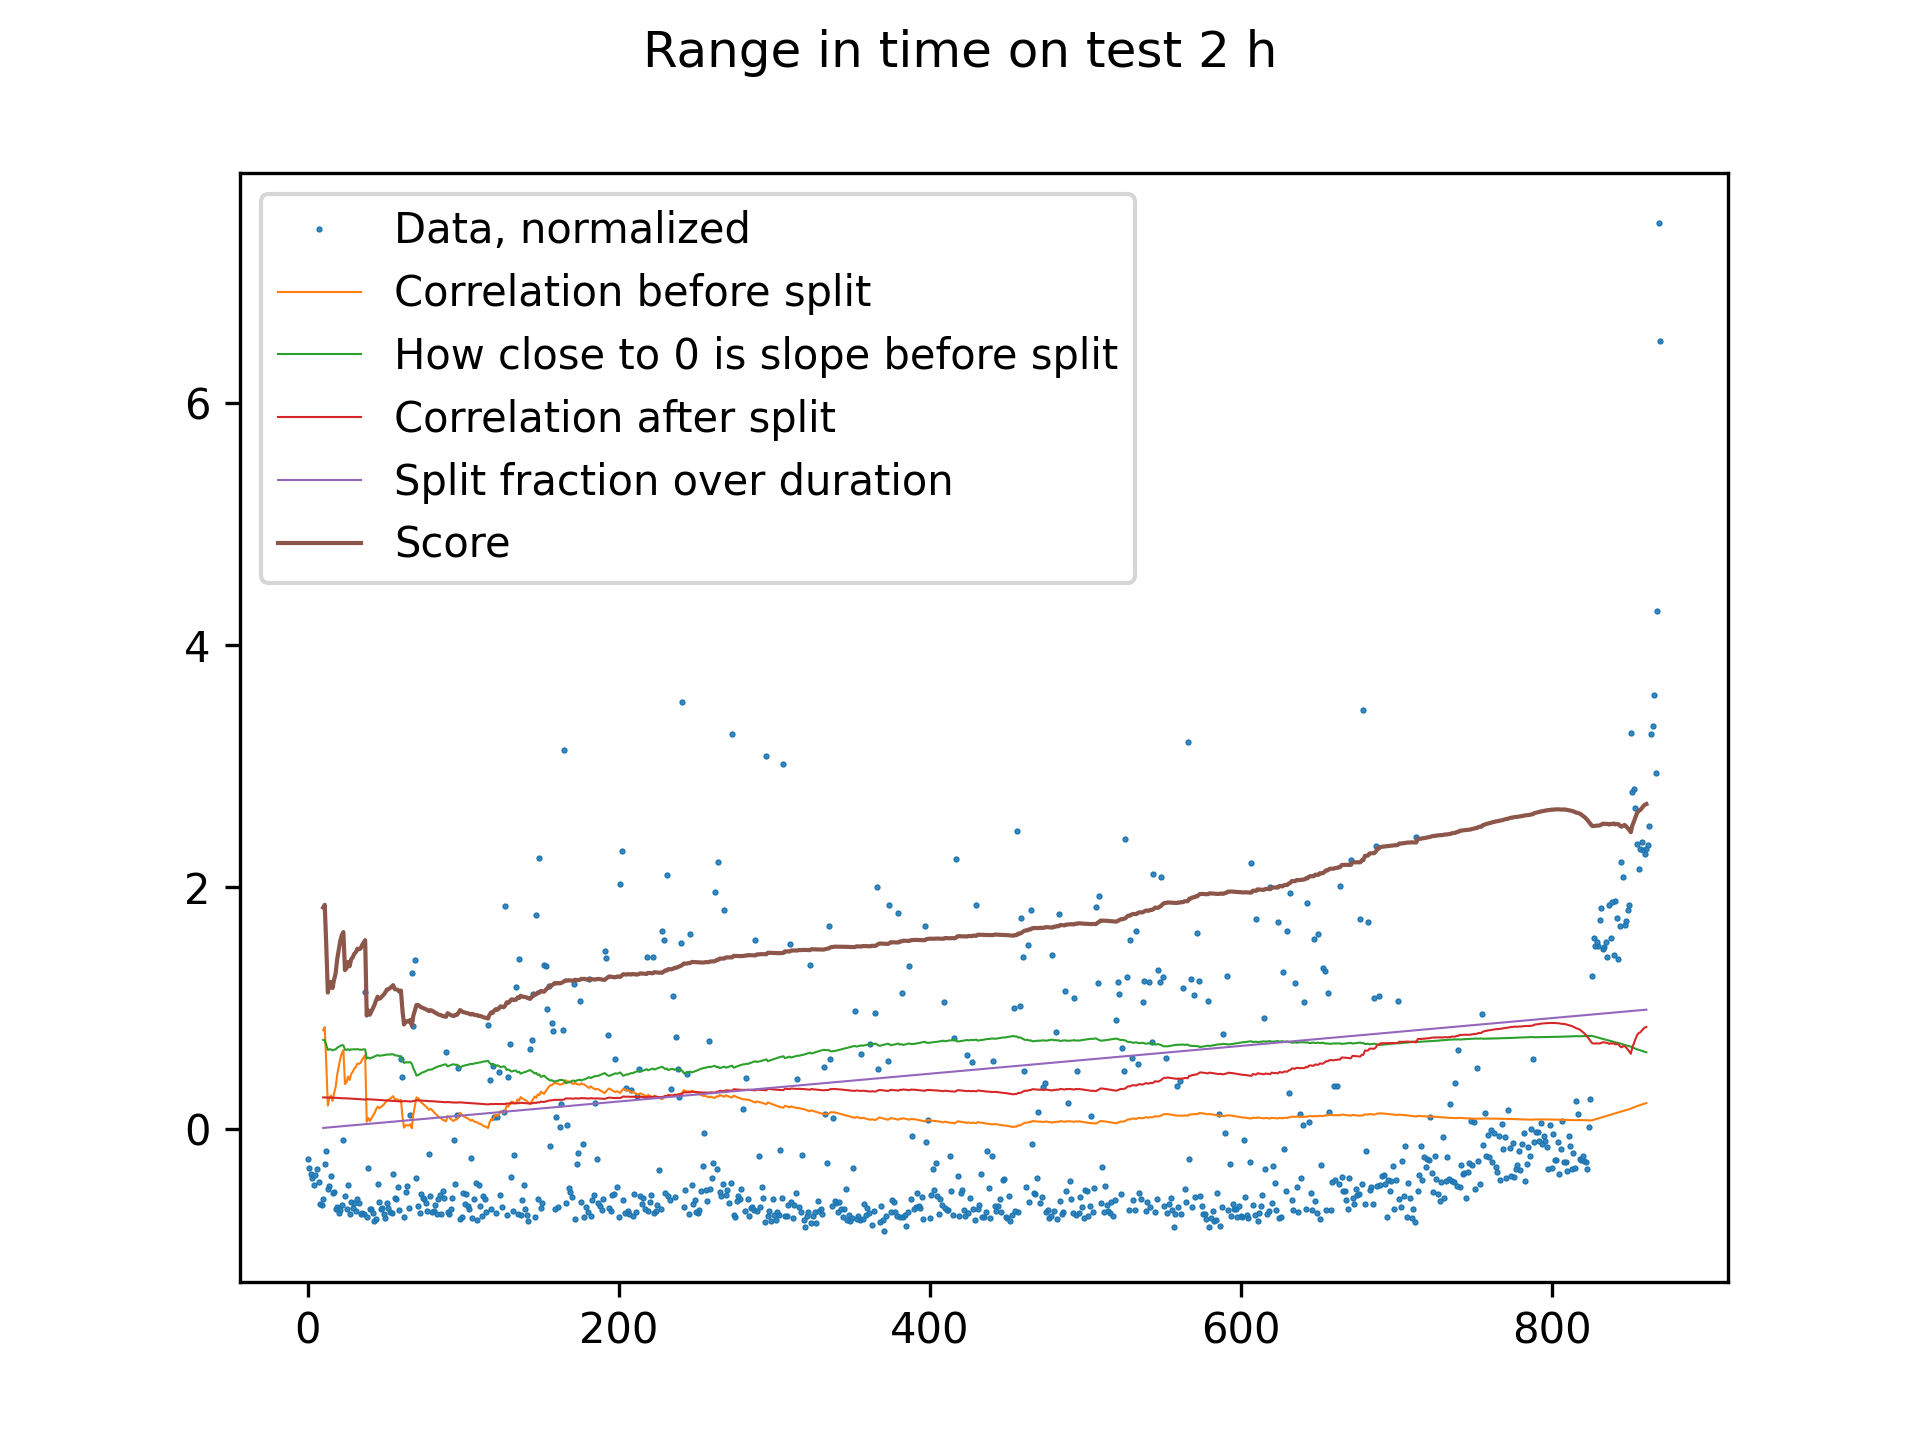 Range in time on test 2 h
Data, normalized
Correlation before split
How close to 0 is slope before split
Correlation after split
Split fraction over duration
Score
6
4
2
0
0 200 400 600 800